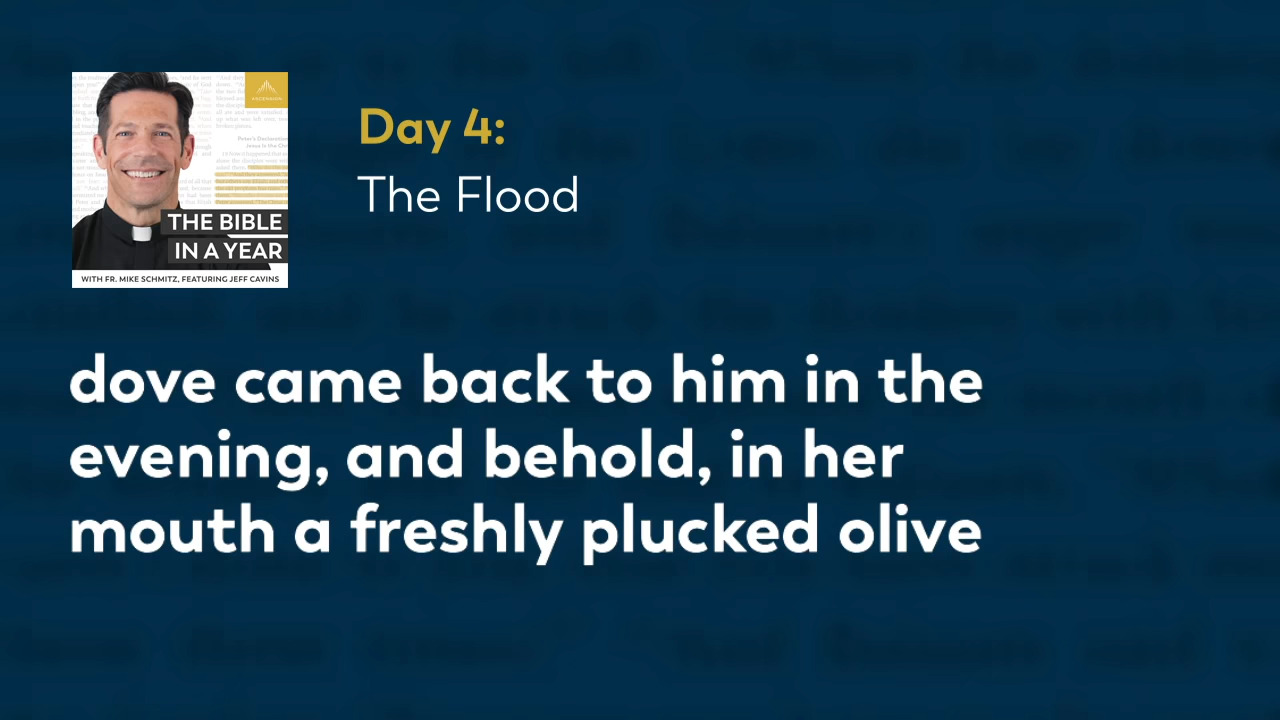 ASCENSION
Day 4:
The Flood
THE BIBLE
IN A YEAR
WITH FR. MIKE SCHMITZ, FEATURING JEFF CAVINS
dove came back to him in the
evening, and behold, in her
mouth a freshly plucked olive